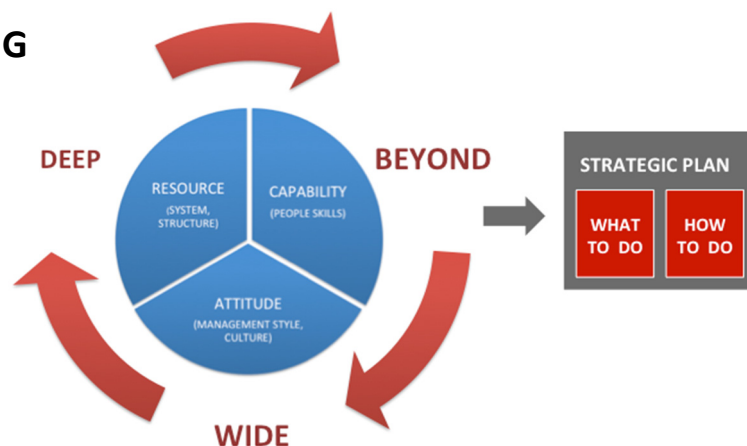 G
DEEP
BEYOND
WIDE
RESOURCE
(SYSTEM,
STRUCTURE)
CAPABILITY
(PEOPLE SKILLS)
ATTITUDE
(MANAGEMENT STYLE,
CULTURE)
STRATEGIC PLAN
WHAT
TO DO
HOW
TO DO